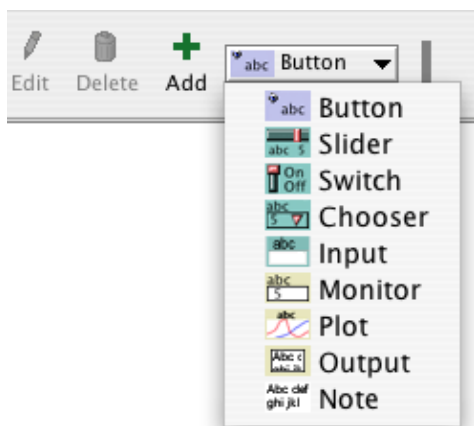 Edit Delete Add abc Button
abc Button
abc 5 Slider
On Off Switch
abc 5 Chooser
abc Input
abc 5 Monitor
abc Plot
Abc c Output
Abc def ghi jkl Note